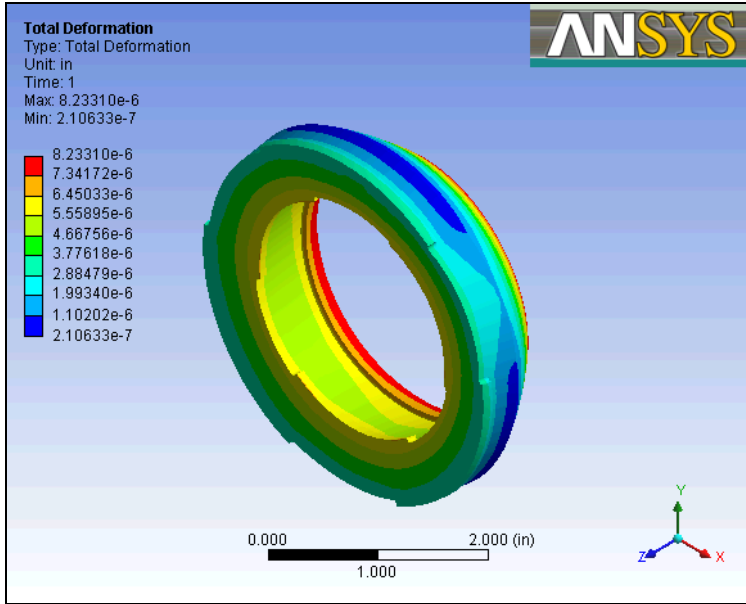 Total Deformation
Type: Total Deformation
Unit: in
Time: 1
Max: 8.23310e-6
Min: 2.10633e-7
ANSYS
8.23310e-6
7.34172e-6
6.45033e-6
5.55895e-6
4.66756e-6
3.77618e-6
2.88479e-6
1.99340e-6
1.10202e-6
2.10633e-7
0.000 2.000 (in)
1.000
Y
Z X